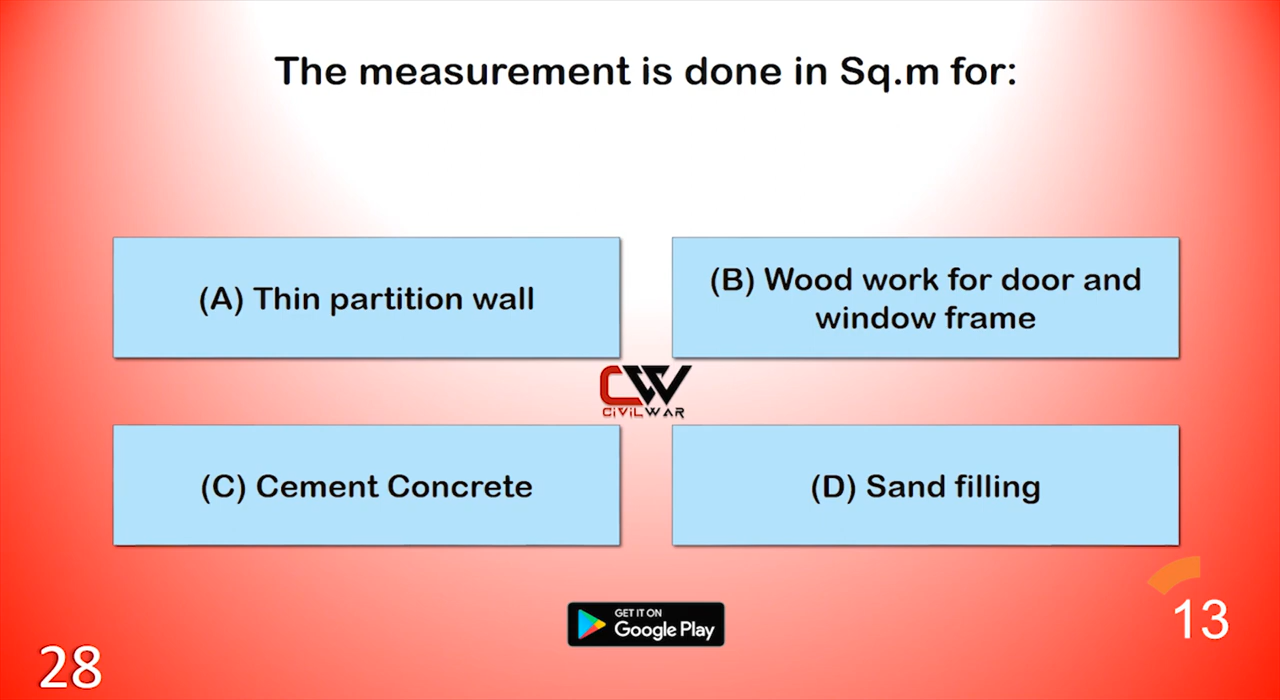 The measurement is done in Sq.m for:
(A) Thin partition wall
(B) Wood work for door and
window frame
CW
CiViLWAR
(C) Cement Concrete
(D) Sand filling
GET IT ON
Google Play
13
28